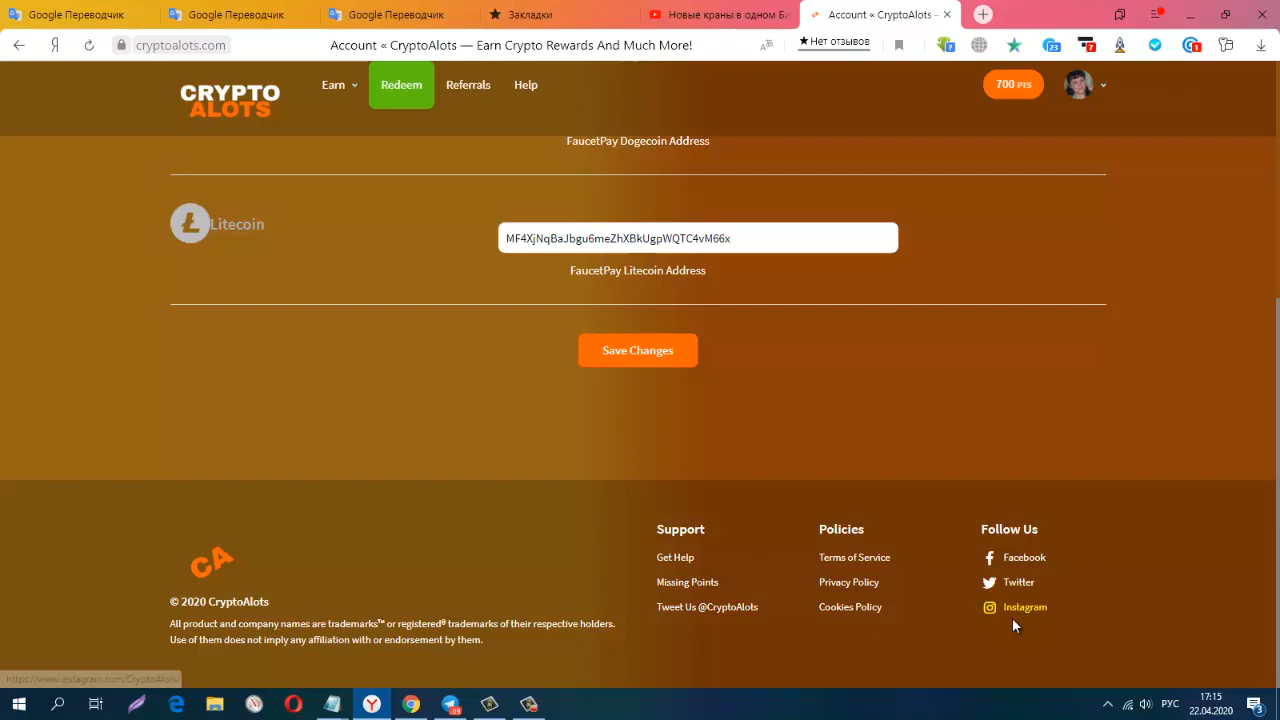 Google Переводчик
Google Переводчик
Google Переводчик
Закладки
Новые краны в одном Би
Account « CryptoAlots –
cryptoalots.com
Account « CryptoAlots — Earn Crypto Rewards And Much More!
★Нет отзывов
7
23
7
1
CRYPTO
ALOTS
Earn
Redeem
Referrals
Help
700 PTS
FaucetPay Dogecoin Address
Litecoin
MF4XjNqBaJbgu6meZhXBkUgpWQTC4vM66x
FaucetPay Litecoin Address
Save Changes
CA
© 2020 CryptoAlots
All product and company names are trademarks™ or registered® trademarks of their respective holders.
Use of them does not imply any affiliation with or endorsement by them.
Support
Get Help
Missing Points
Tweet Us @CryptoAlots
Policies
Terms of Service
Privacy Policy
Cookies Policy
Follow Us
Facebook
Twitter
Instagram
https://www.instagram.com/CryptoAlots/
РУС
17:15
22.04.2020
3